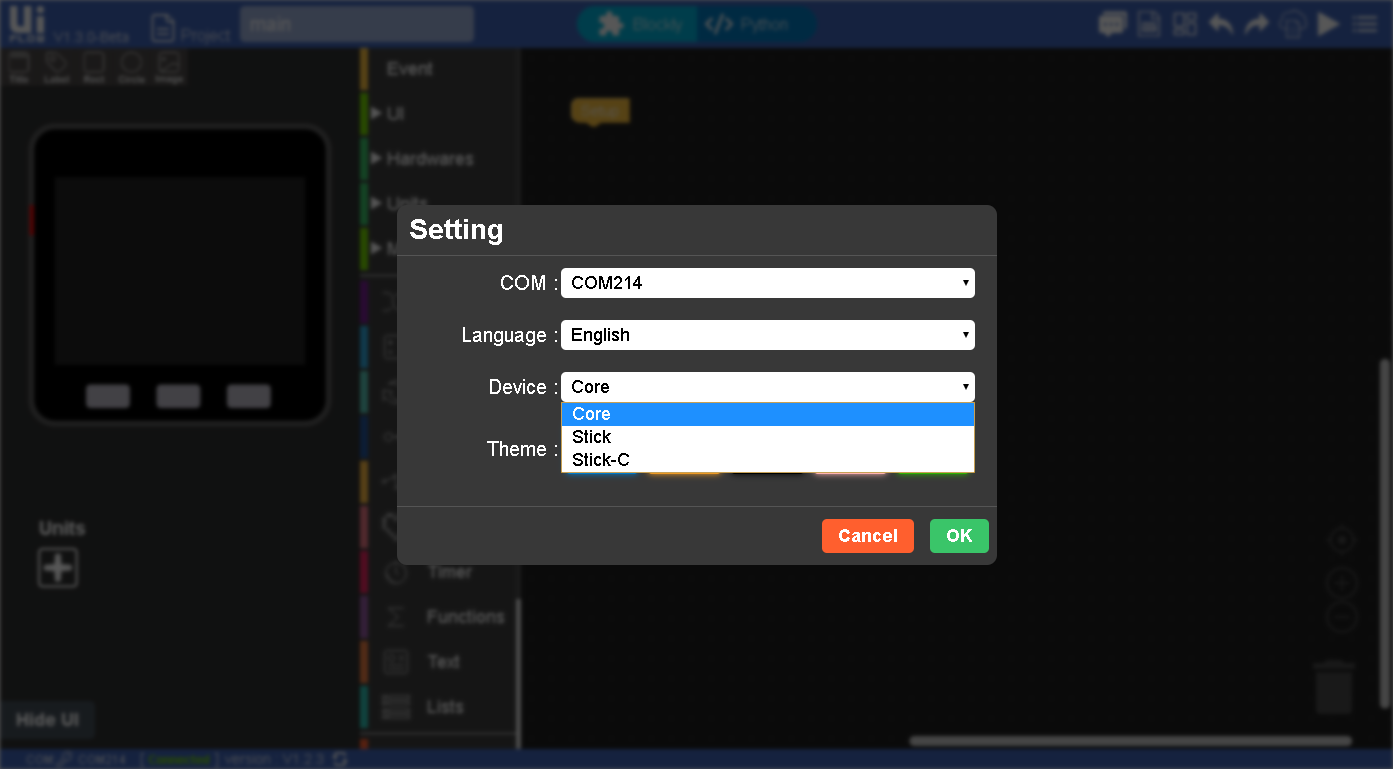 Ui
FLOW V1.3.0-Beta
Project
main
Blockly
Python
Title Label Rect Circle Image
Event
UI
Hardwares
Units
Setting
COM : COM214
Language : English
Device : Core
Core
Stick
Stick-C
Theme :
Cancel OK
Units
Timer
Functions
Text
Lists
Hide UI
COM COM214 [ Connected ] version : V1.2.3